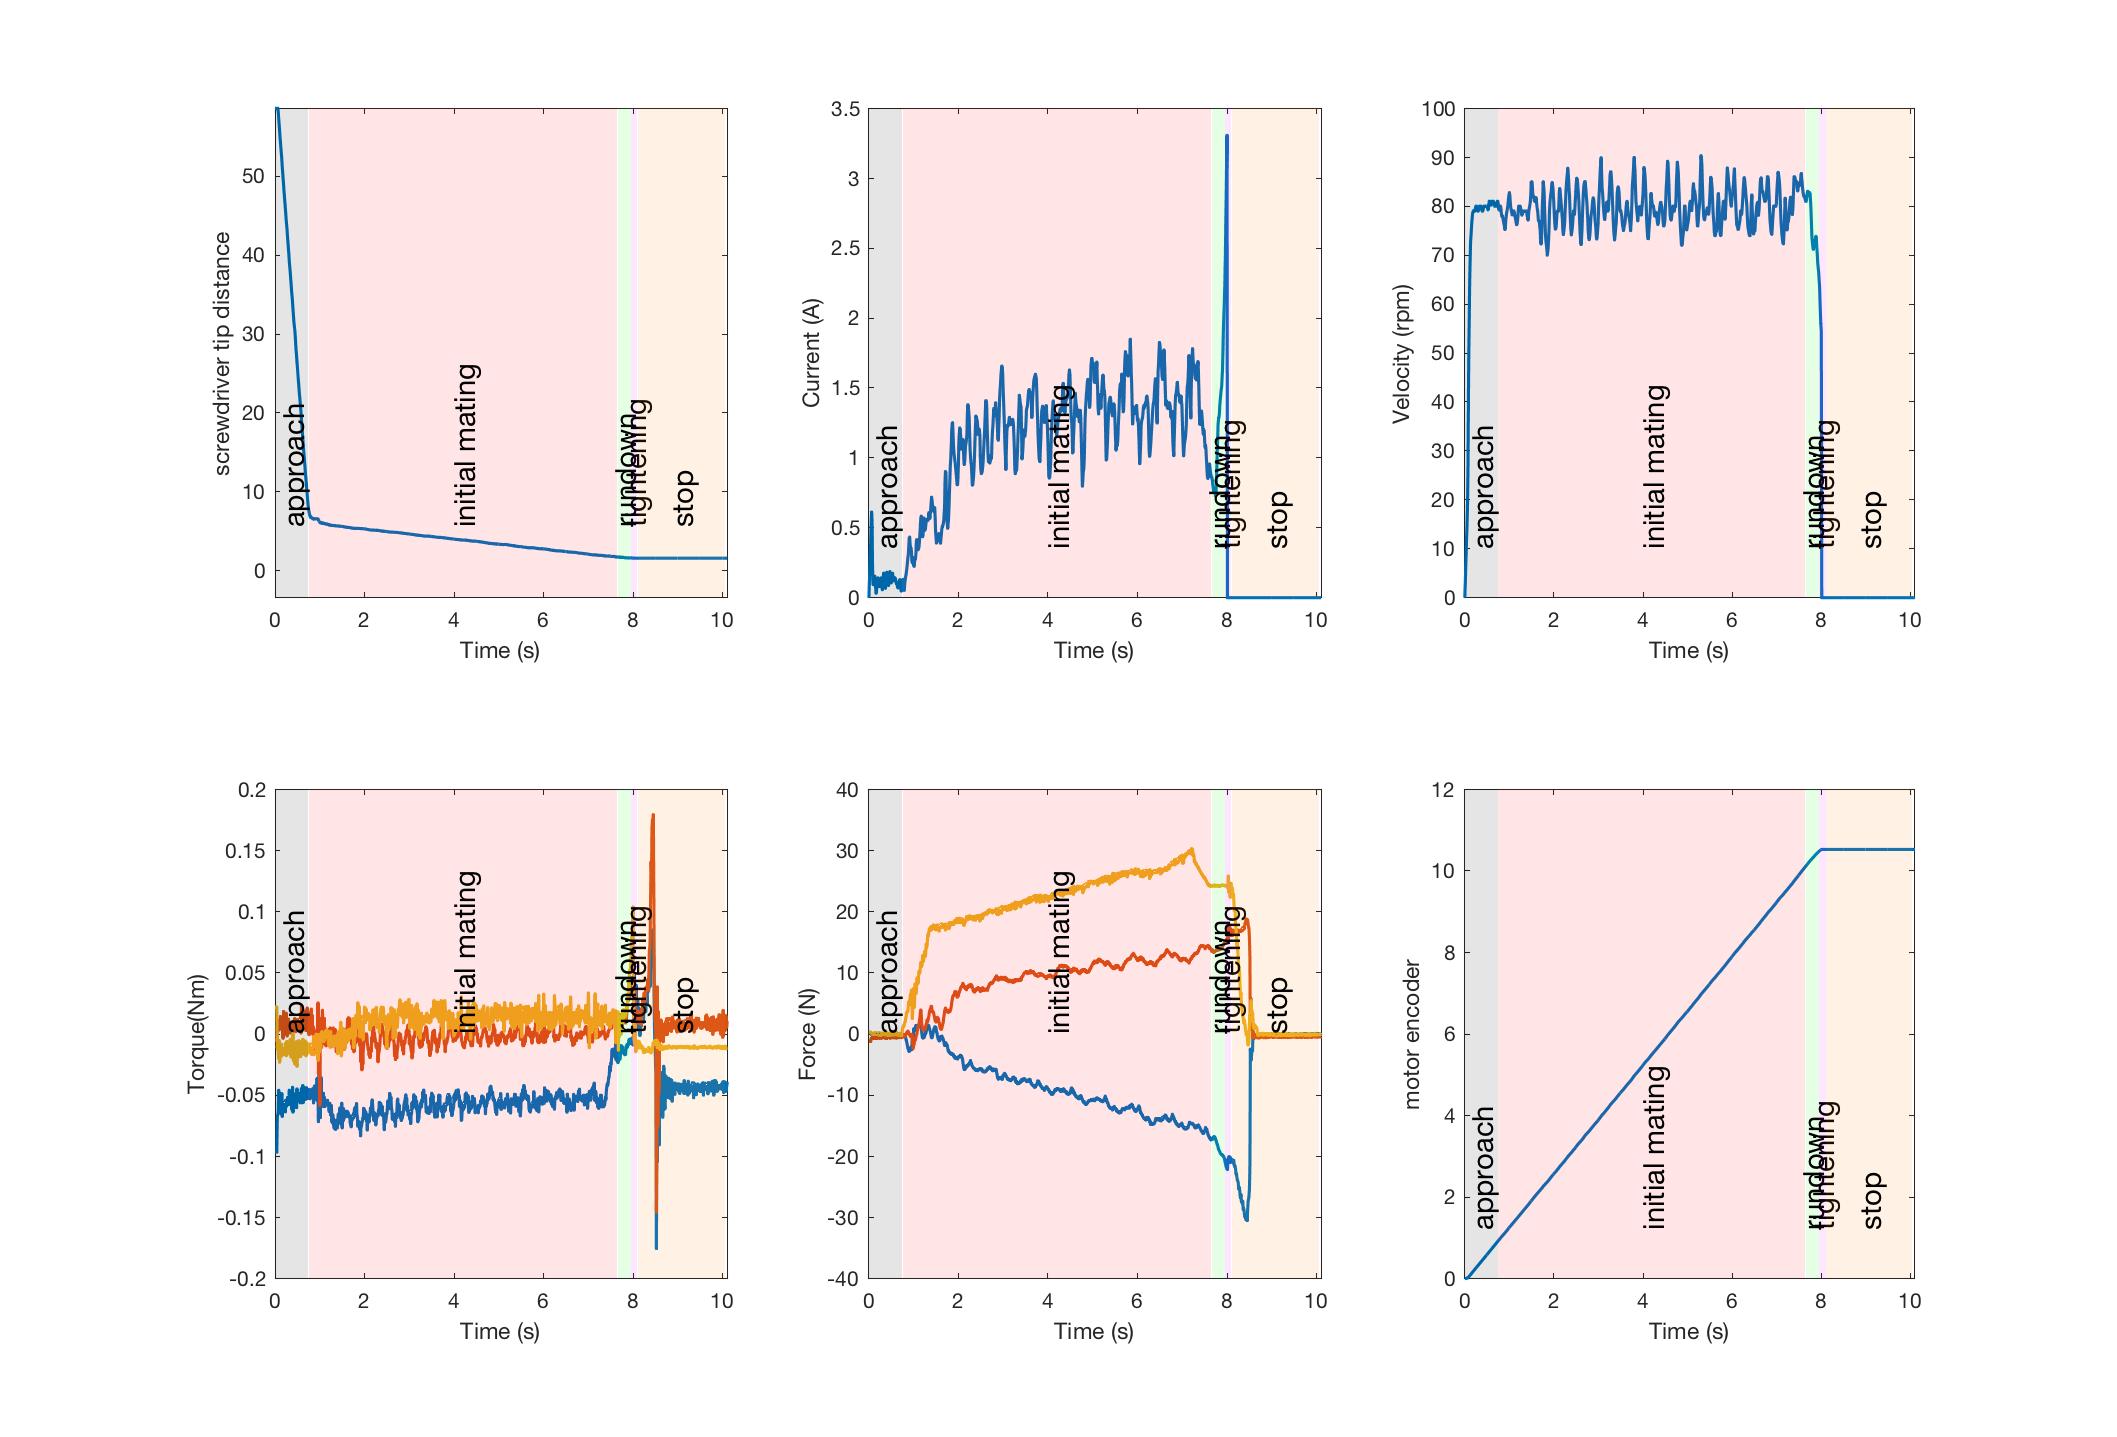 screwdriver tip distance
50
40
30
20
10
0
approach
initial mating
rundown
tightening
stop
0 2 4 6 8 10
Time (s)
Current (A)
3.5
3
2.5
2
1.5
1
0.5
0
approach
initial mating
rundown
tightening
stop
0 2 4 6 8 10
Time (s)
Velocity (rpm)
100
90
80
70
60
50
40
30
20
10
0
approach
initial mating
rundown
tightening
stop
0 2 4 6 8 10
Time (s)
Torque(Nm)
0.2
0.15
0.1
0.05
0
-0.05
-0.1
-0.15
-0.2
approach
initial mating
rundown
tightening
stop
0 2 4 6 8 10
Time (s)
Force (N)
40
30
20
10
0
-10
-20
-30
-40
approach
initial mating
rundown
tightening
stop
0 2 4 6 8 10
Time (s)
motor encoder
12
10
8
6
4
2
0
approach
initial mating
rundown
tightening
stop
0 2 4 6 8 10
Time (s)